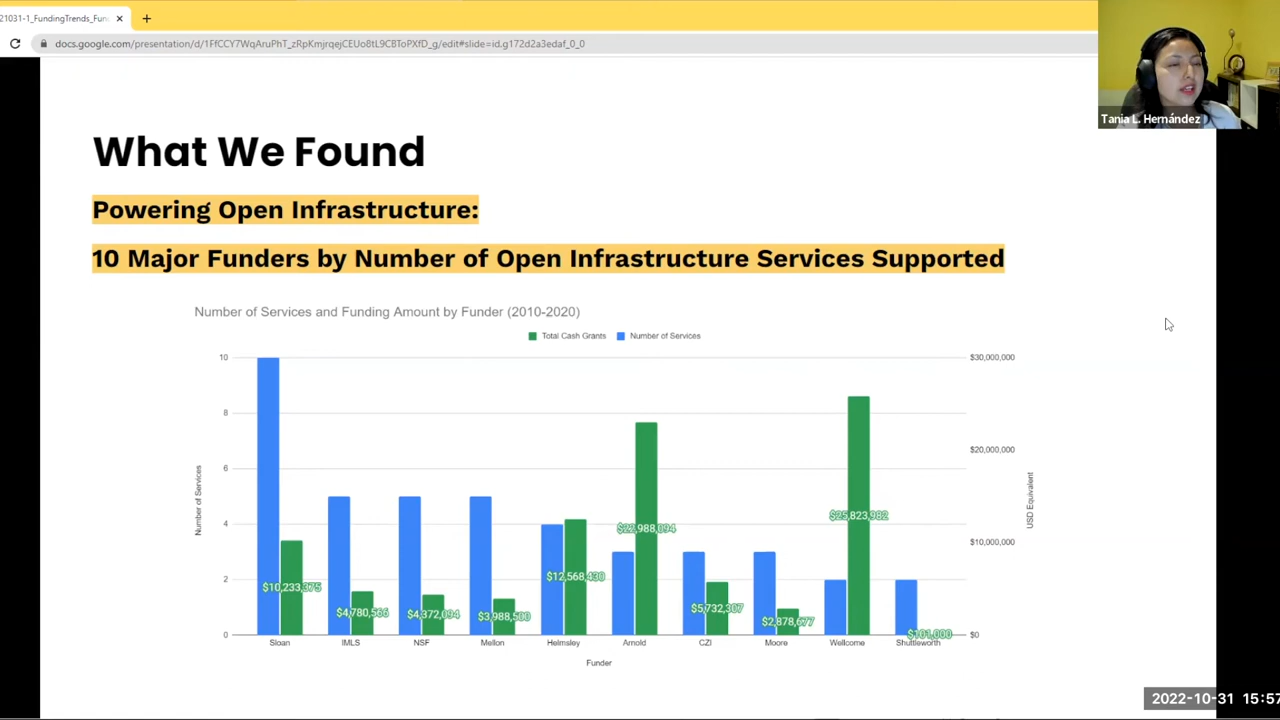 21031-1_FundingTrends_Fun
docs.google.com/presentation/d/1FfCCY7WqAruPhT_zRpKmjrqejCEUo8tL9CBToPXfD_g/edit#slide=id.g172d2a3edaf_0_0
Tania L. Hernández
What We Found
Powering Open Infrastructure:
10 Major Funders by Number of Open Infrastructure Services Supported
Number of Services and Funding Amount by Funder (2010-2020)
Total Cash Grants Number of Services
10 $30,000,000
8
$20,000,000
6
Number of Services
USD Equivalent
4
$10,000,000
2
0 $0
$10,233,375 $4,780,566 $4,372,094 $3,988,500 $12,568,430 $22,988,094 $5,732,307 $2,878,677 $25,823,982 $101,000
Sloan IMLS NSF Mellon Helmsley Arnold CZI Moore Wellcome Shuttleworth
Funder
2022-10-31 15:57